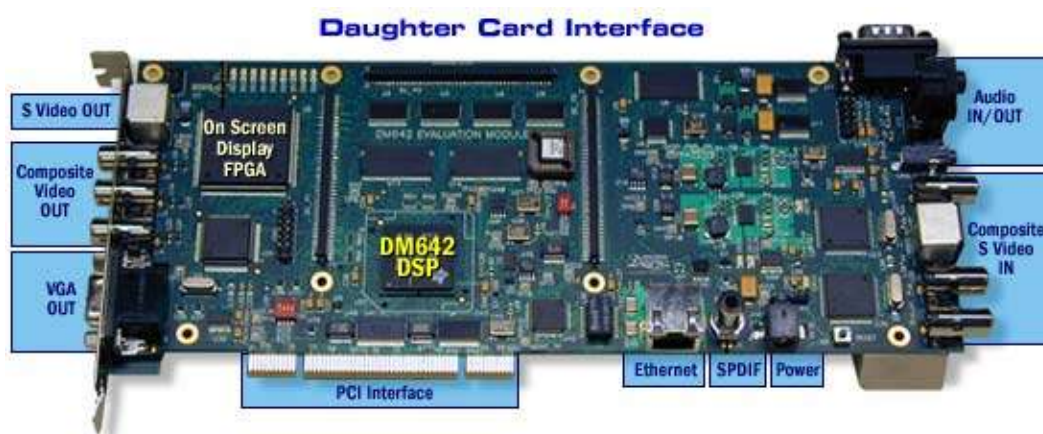 Daughter Card Interface
S Video OUT
On Screen
Display
FPGA
DM642 EVALUATION MODULE
Audio
IN/OUT
Composite
Video
OUT
DM642
DSP
Composite
S Video
IN
VGA
OUT
PCI Interface
Ethernet
SPDIF
Power